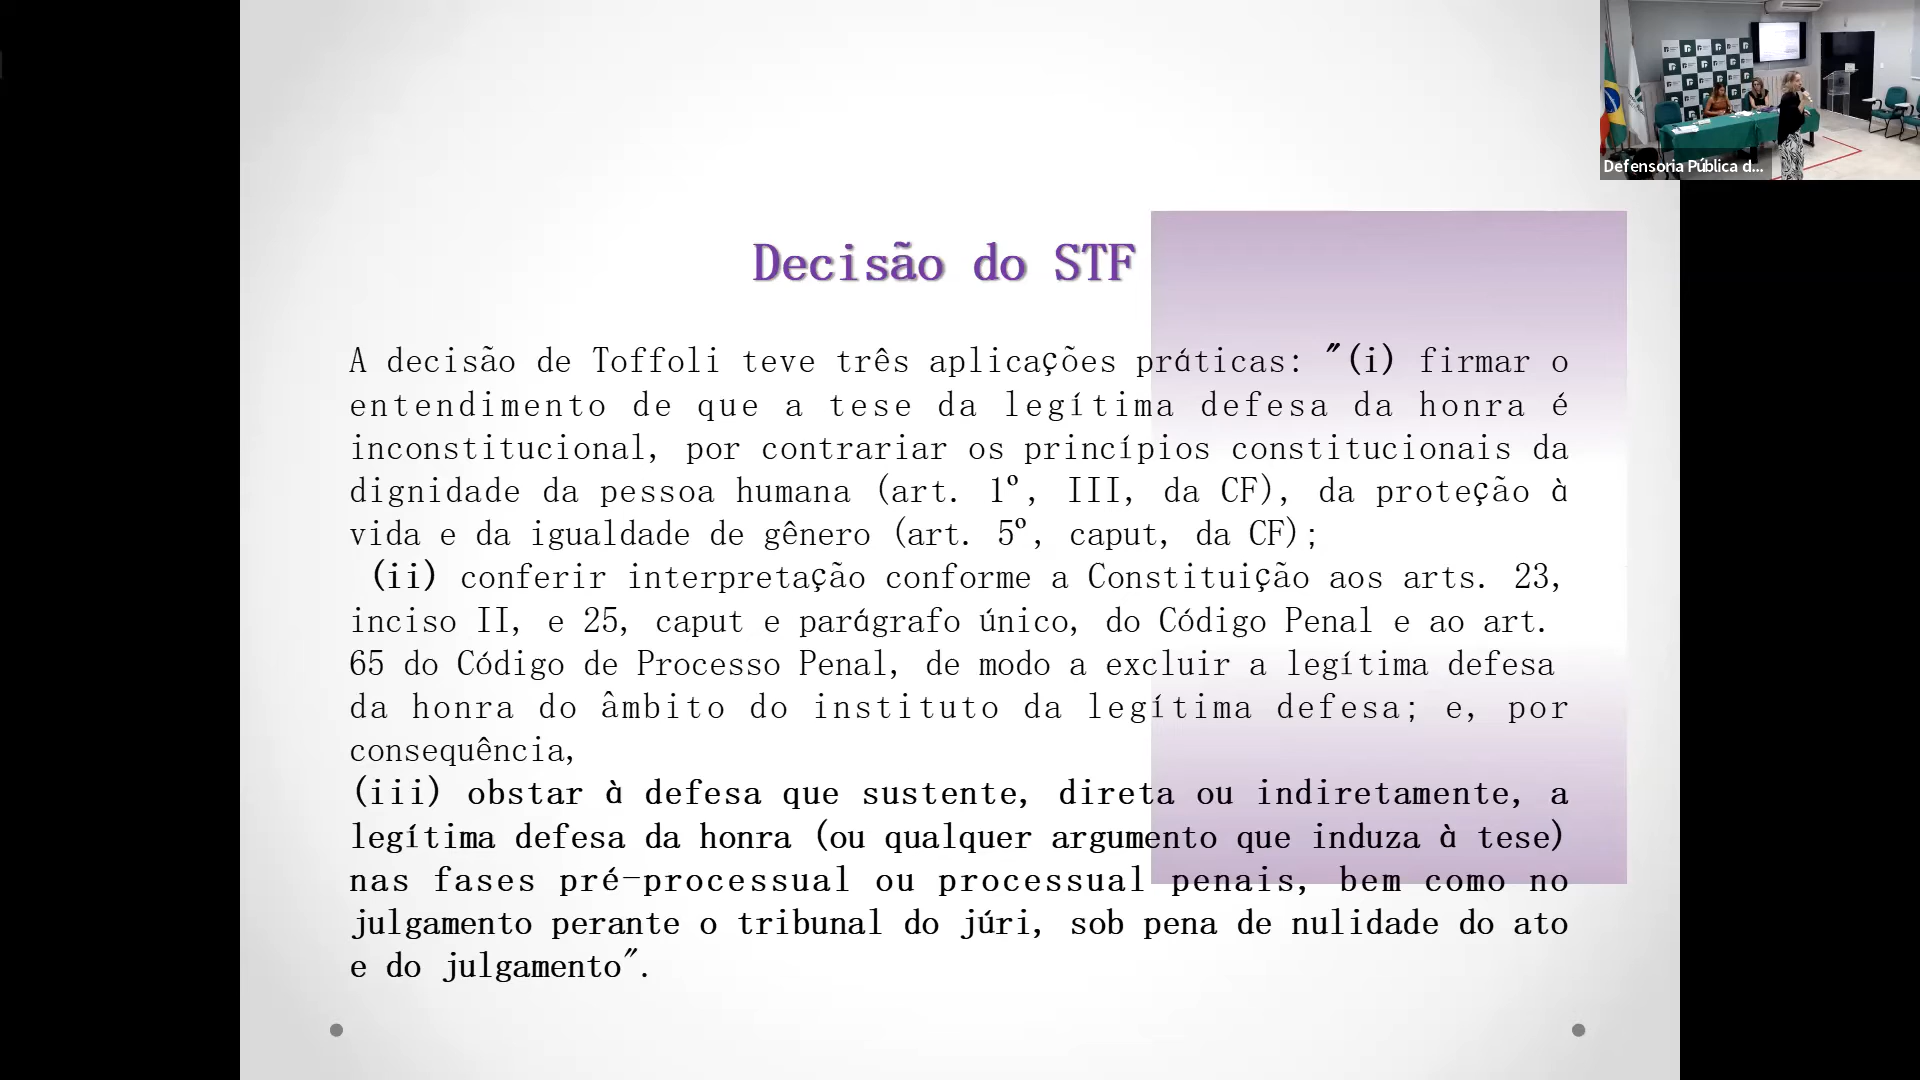 Defensoria Pública d...
Decisão do STF
A decisão de Toffoli teve três aplicações práticas: "(i) firmar o
entendimento de que a tese da legítima defesa da honra é
inconstitucional, por contrariar os princípios constitucionais da
dignidade da pessoa humana (art. 1º, III, da CF), da proteção à
vida e da igualdade de gênero (art. 5º, caput, da CF);
(ii) conferir interpretação conforme a Constituição aos arts. 23,
inciso II, e 25, caput e parágrafo único, do Código Penal e ao art.
65 do Código de Processo Penal, de modo a excluir a legítima defesa
da honra do âmbito do instituto da legítima defesa; e, por
consequência,
(iii) obstar à defesa que sustente, direta ou indiretamente, a
legítima defesa da honra (ou qualquer argumento que induza à tese)
nas fases pré-processual ou processual penais, bem como no
julgamento perante o tribunal do júri, sob pena de nulidade do ato
e do julgamento".